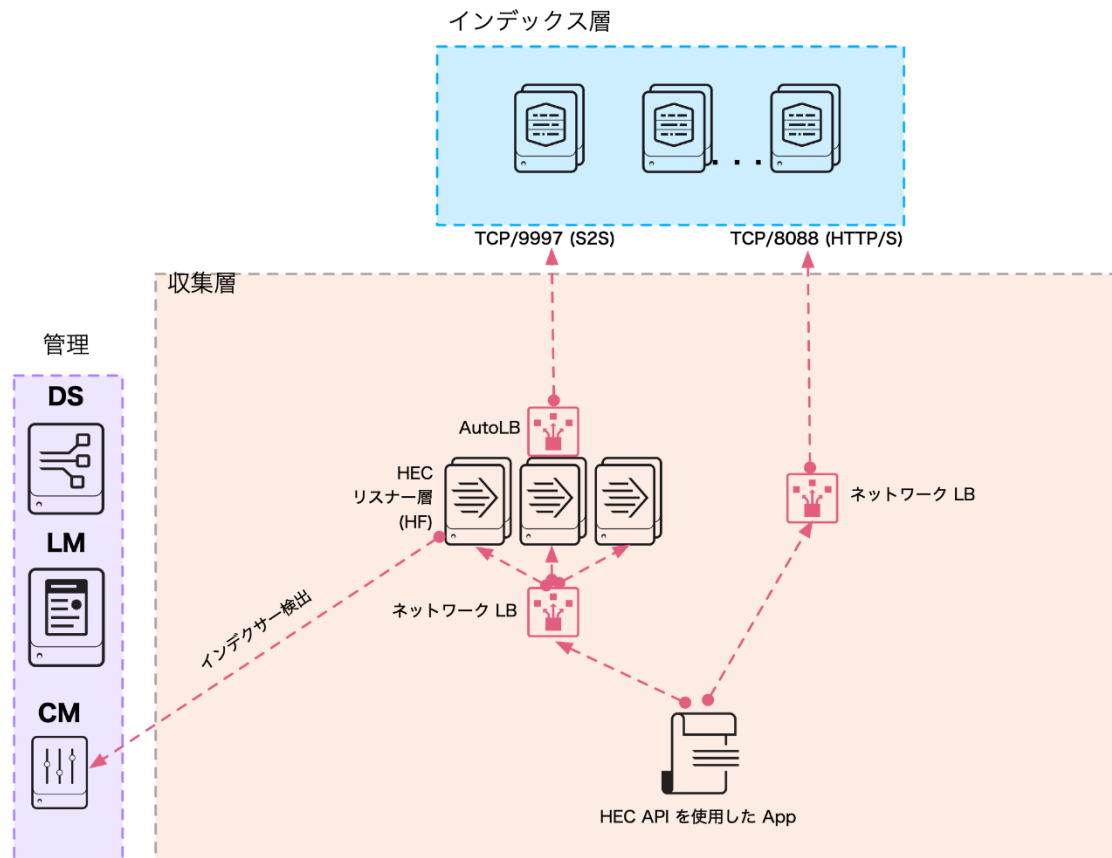 インデックス層
TCP/9997 (S2S)
TCP/8088 (HTTP/S)
収集層
管理
DS
LM
CM
AutoLB
HEC
リスナー層
(HF)
ネットワーク LB
ネットワーク LB
インデクサー検出
HEC API を使用した App